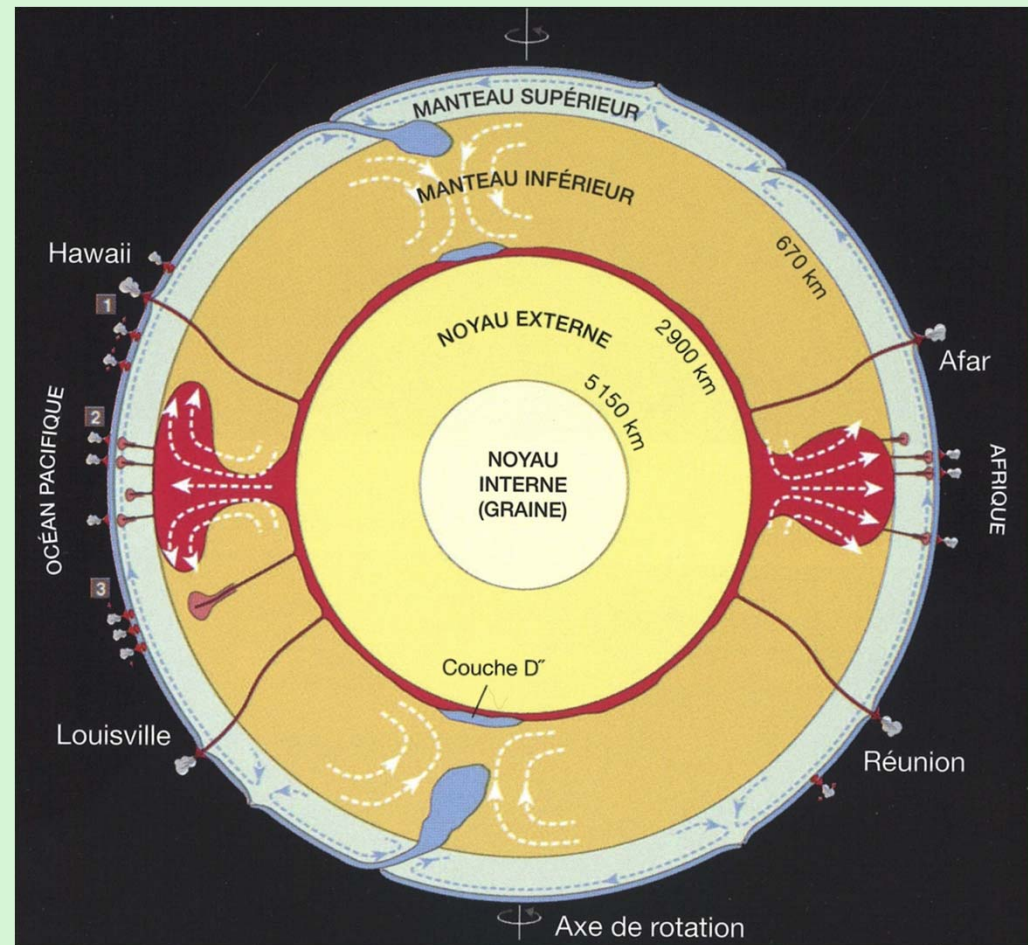 MANTEAU SUPÉRIEUR
MANTEAU INFÉRIEUR
Hawaii
670 km
1
NOYAU EXTERNE
2900 km
Afar
5150 km
OCÉAN PACIFIQUE
2
NOYAU
INTERNE
(GRAINE)
AFRIQUE
3
Couche D″
Louisville
Réunion
Axe de rotation